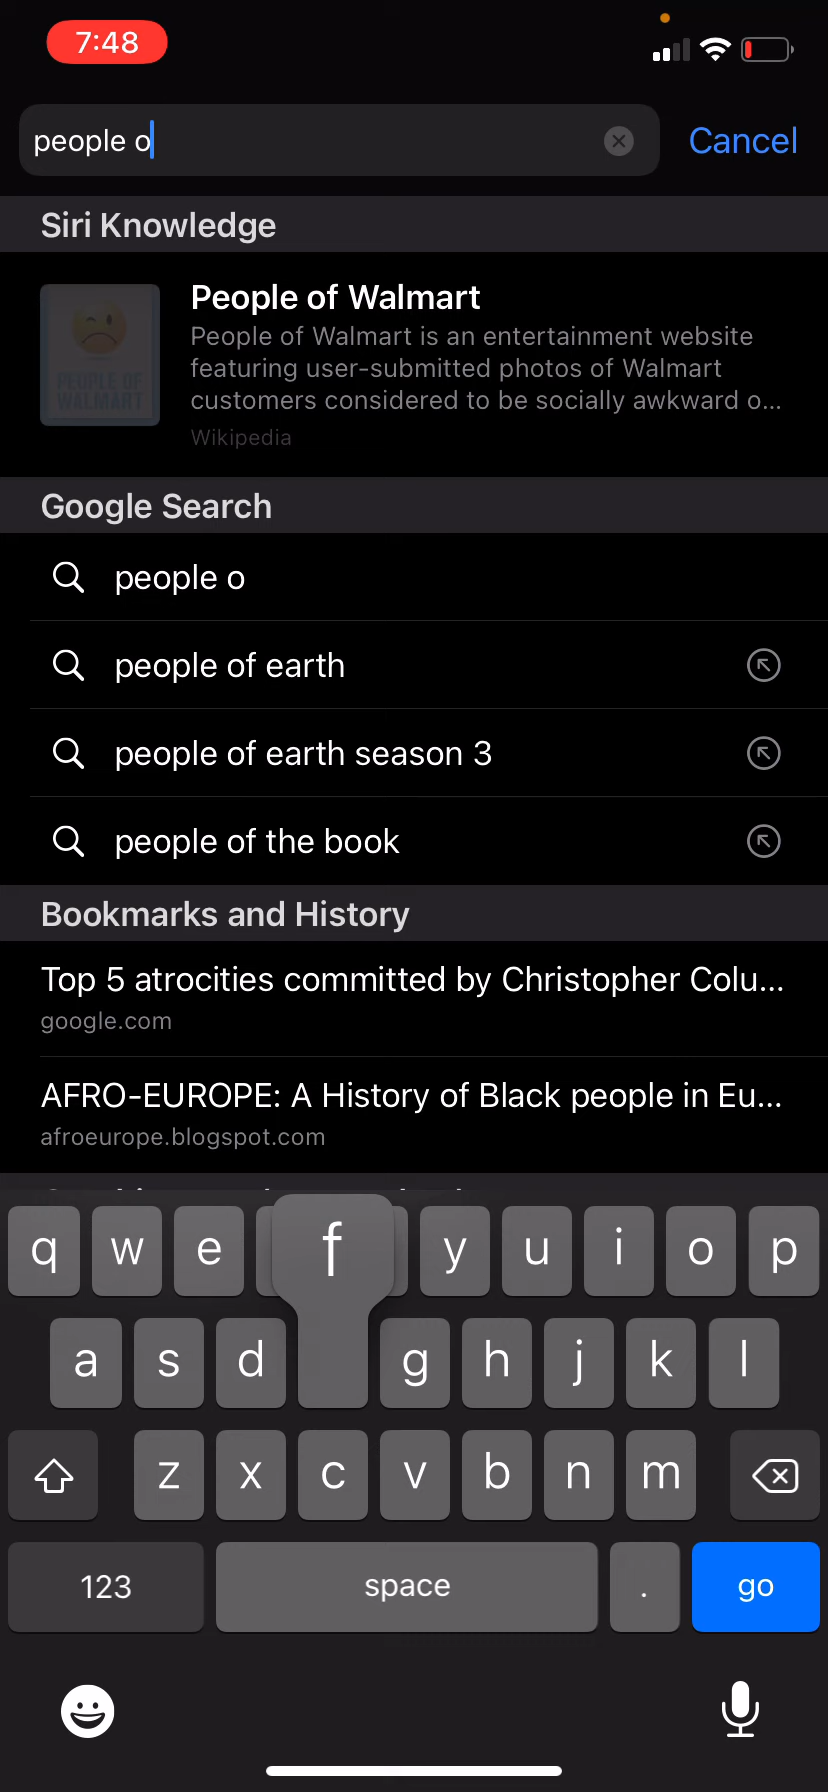 7:48
people o
Cancel
Siri Knowledge
PEOPLE OF
WALMART
People of Walmart
People of Walmart is an entertainment website
featuring user-submitted photos of Walmart
customers considered to be socially awkward o...
Wikipedia
Google Search
people o
people of earth
people of earth season 3
people of the book
Bookmarks and History
Top 5 atrocities committed by Christopher Colu...
google.com
AFRO-EUROPE: A History of Black people in Eu...
afroeurope.blogspot.com
q w e f y u i o p
a s d g h j k l
z x c v b n m
123 space . go